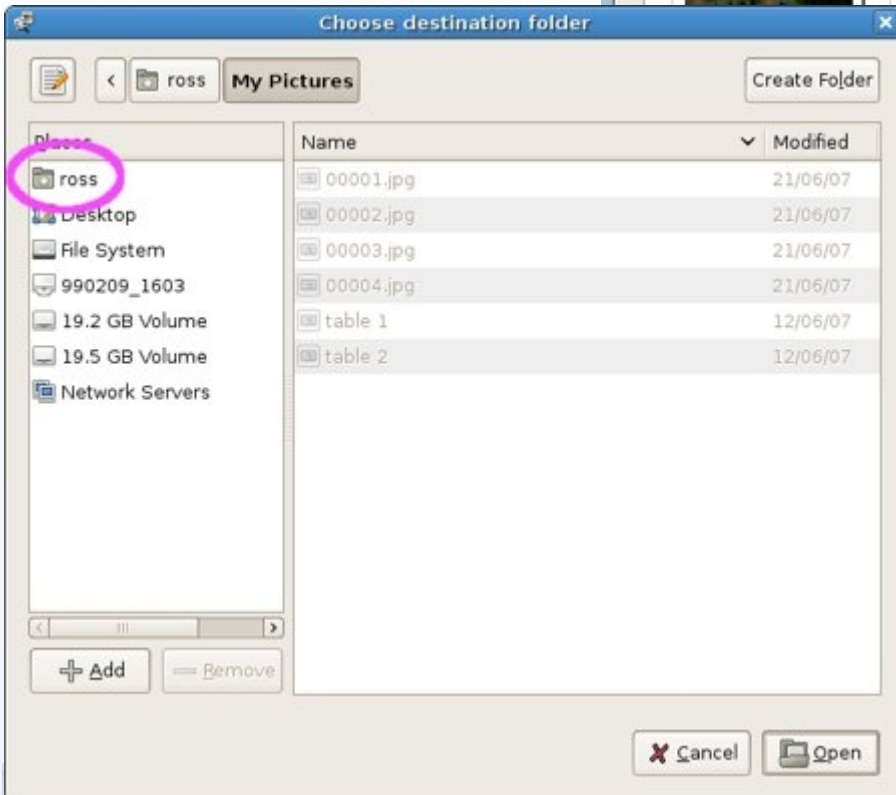 Choose destination folder
< ross My Pictures Create Folder
Places
ross
Desktop
File System
990209_1603
19.2 GB Volume
19.5 GB Volume
Network Servers
Add Remove
Name Modified
00001.jpg 21/06/07
00002.jpg 21/06/07
00003.jpg 21/06/07
00004.jpg 21/06/07
table 1 12/06/07
table 2 12/06/07
Cancel Open